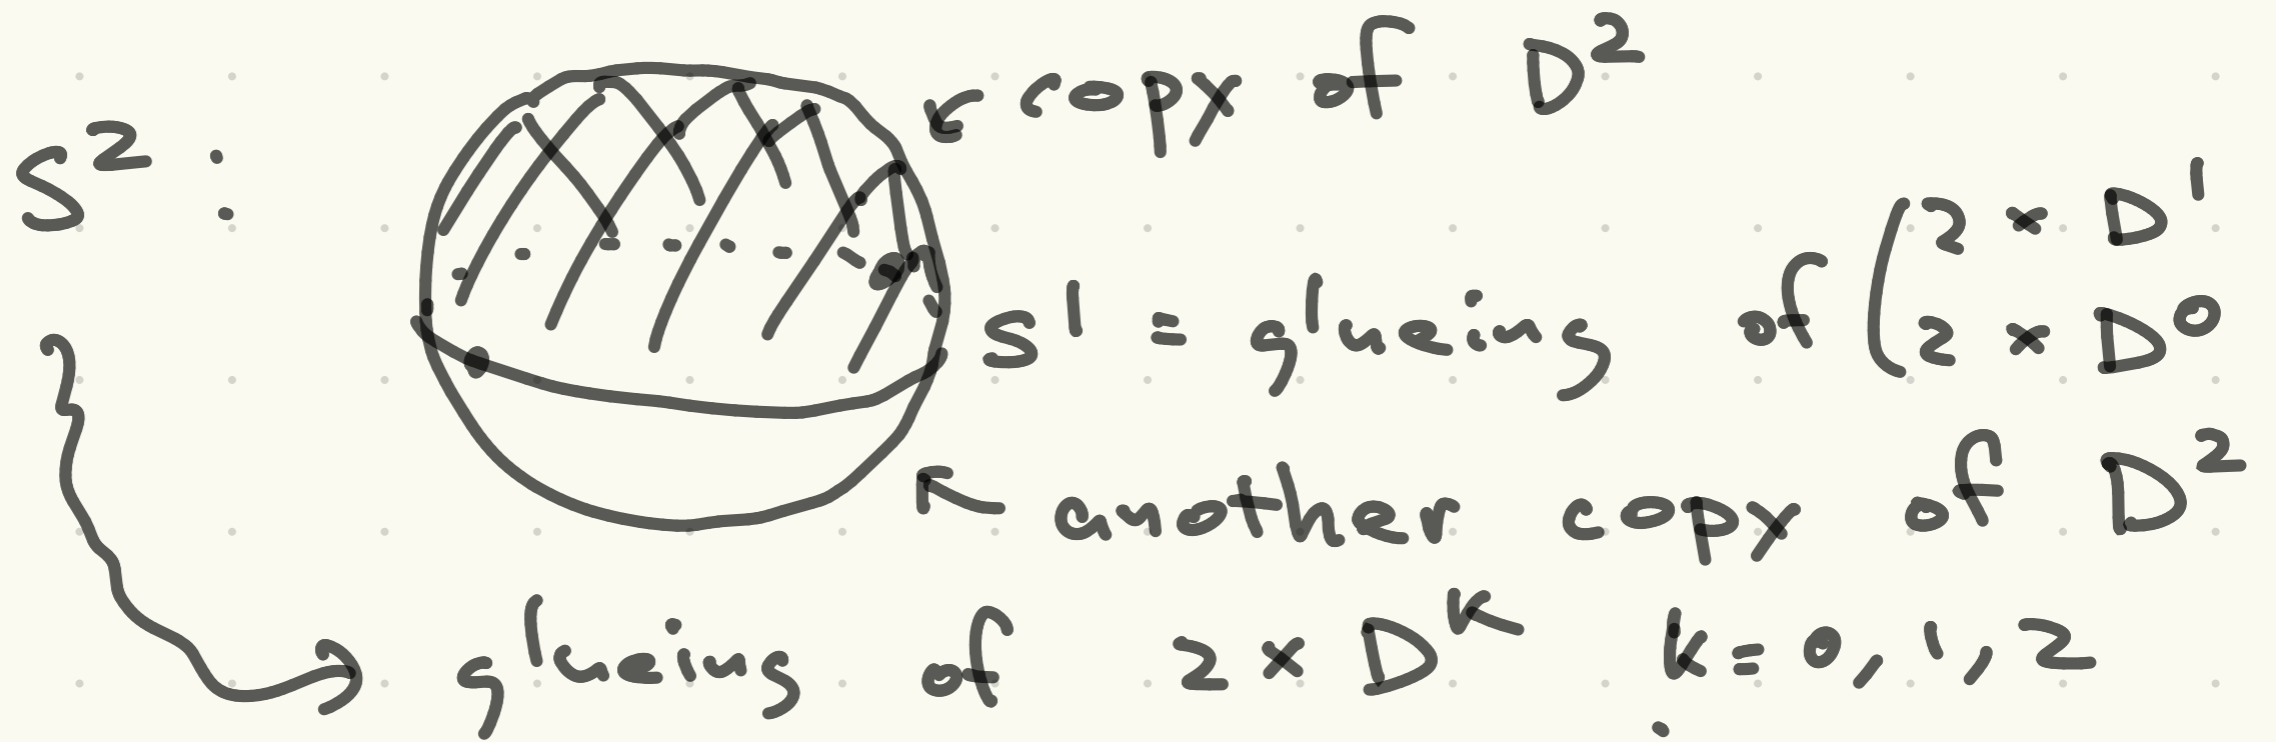 copy of D²
S² :
2 × D¹
S¹ = glueing of ( 2 × D⁰
another copy of D²
glueing of 2 × Dᵏ k = 0, 1, 2